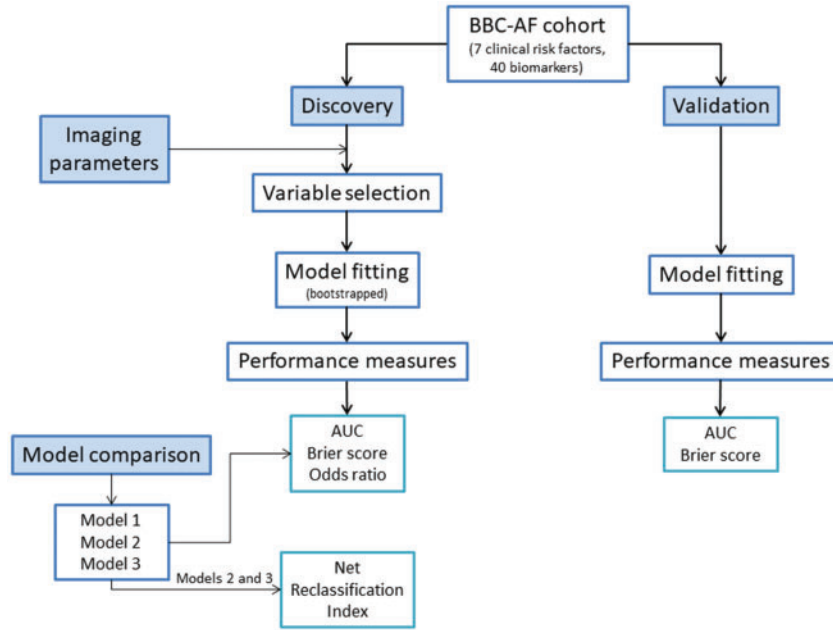 BBC-AF cohort
(7 clinical risk factors,
40 biomarkers)
Discovery
Validation
Imaging
parameters
Variable selection
Model fitting
(bootstrapped)
Model fitting
Performance measures
Performance measures
AUC
Brier score
Odds ratio
AUC
Brier score
Model comparison
Model 1
Model 2
Model 3
Models 2 and 3
Net
Reclassification
Index